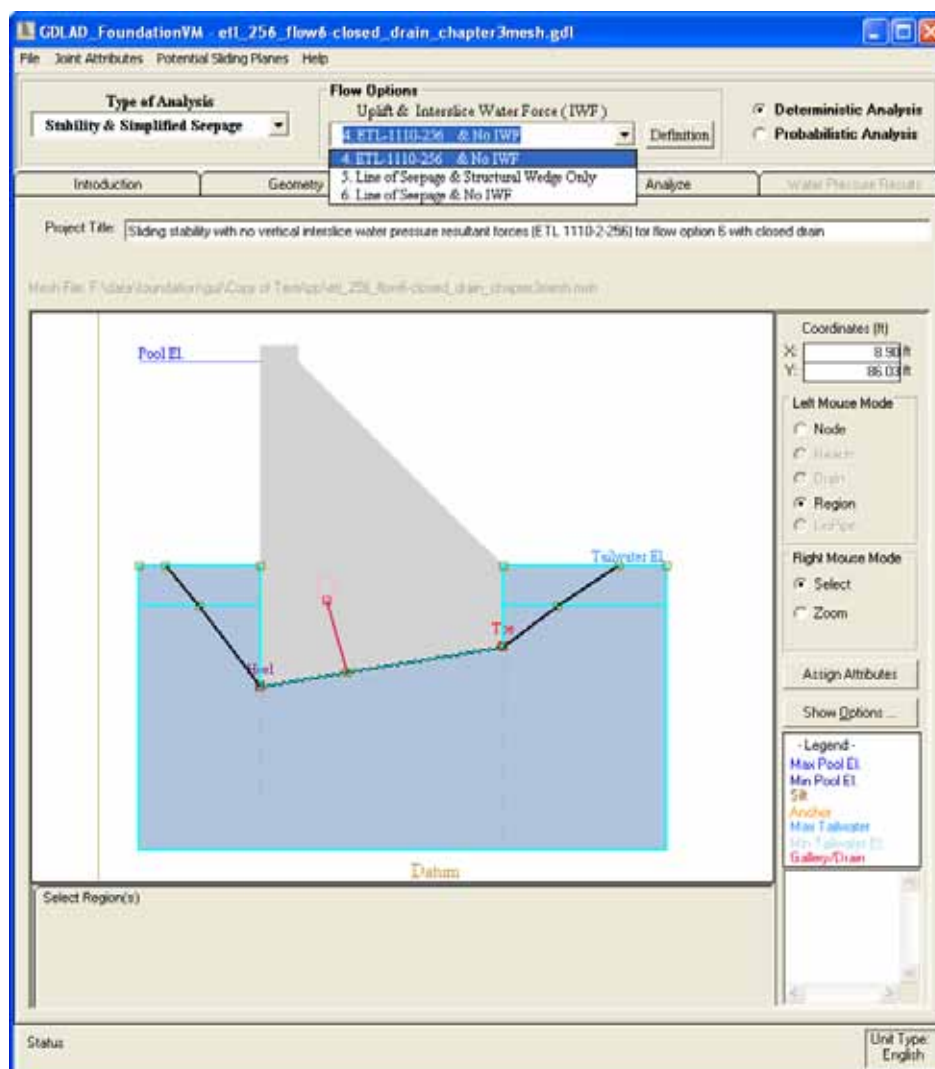 GDLAD_FoundationVM - etl_256_flow6-closed_drain_chapter3mesh.gdl
File Joint Attributes Potential Sliding Planes Help
Type of Analysis
Stability & Simplified Seepage
Flow Options
Uplift & Interslice Water Force ( IWF )
4. ETL-1110-256 & No IWF
Definition
4. ETL-1110-256 & No IWF
5. Line of Seepage & Structural Wedge Only
6. Line of Seepage & No IWF
Deterministic Analysis
Probabilistic Analysis
Introduction
Geometry
Analyze
Water Pressure Results
Project Title: Sliding stability with no vertical interslice water pressure resultant forces (ETL 1110-2-256) for flow option 6 with closed drain
Mesh File: F:\data\foundation\gui\Copy of
Pool El.
Tailwater El.
Heel
Datum
Coordinates (ft)
X: 8.90 ft
Y: 86.03 ft
Left Mouse Mode
Node
Reach
Drain
Region
Right Mouse Mode
Select
Zoom
Assign Attributes
Show Options ...
- Legend -
Max Pool El.
Min Pool El.
Silt
Anchor
Max Tailwater
Min Tailwater El.
Gallery/Drain
Select Region(s)
Status
Unit Type:
English